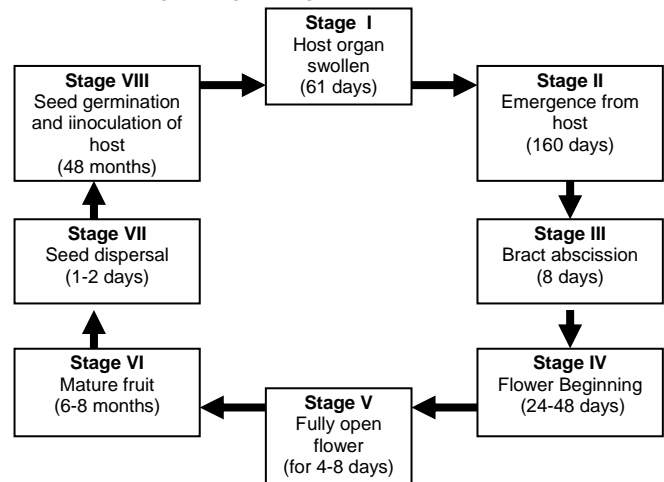 Stage I
Host organ
swollen
(61 days)
Stage II
Emergence from
host
(160 days)
Stage III
Bract abscission
(8 days)
Stage IV
Flower Beginning
(24-48 days)
Stage V
Fully open
flower
(for 4-8 days)
Stage VI
Mature fruit
(6-8 months)
Stage VII
Seed dispersal
(1-2 days)
Stage VIII
Seed germination
and iinoculation of
host
(48 months)